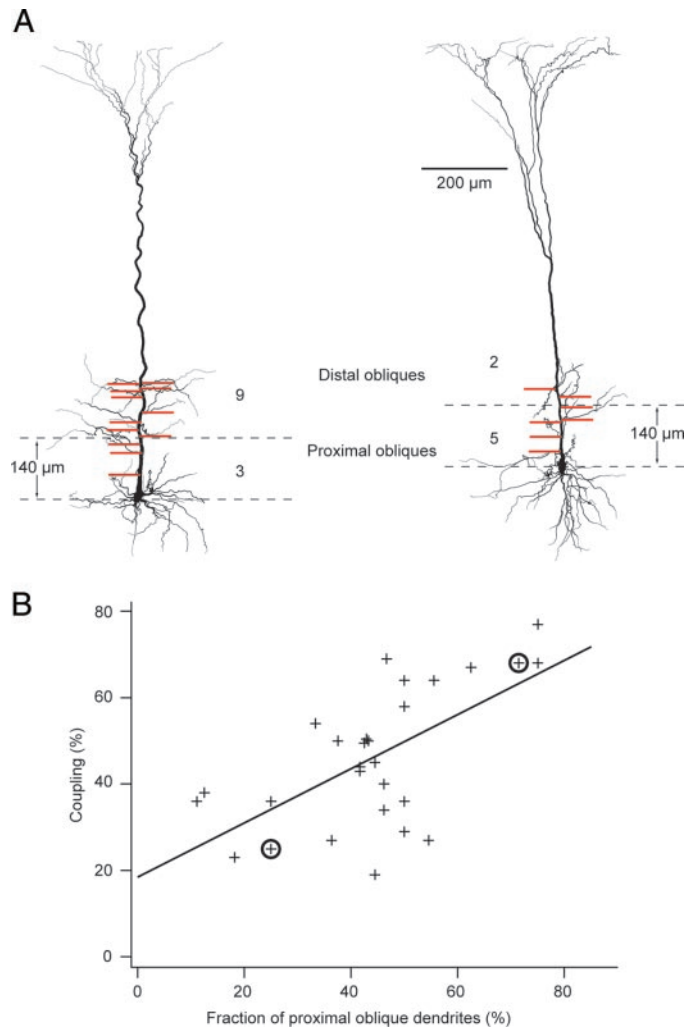 A
200 µm
Distal obliques
9
2
Proximal obliques
140 µm
3
5
140 µm
B
80
60
40
20
0
Coupling (%)
0 20 40 60 80
Fraction of proximal oblique dendrites (%)